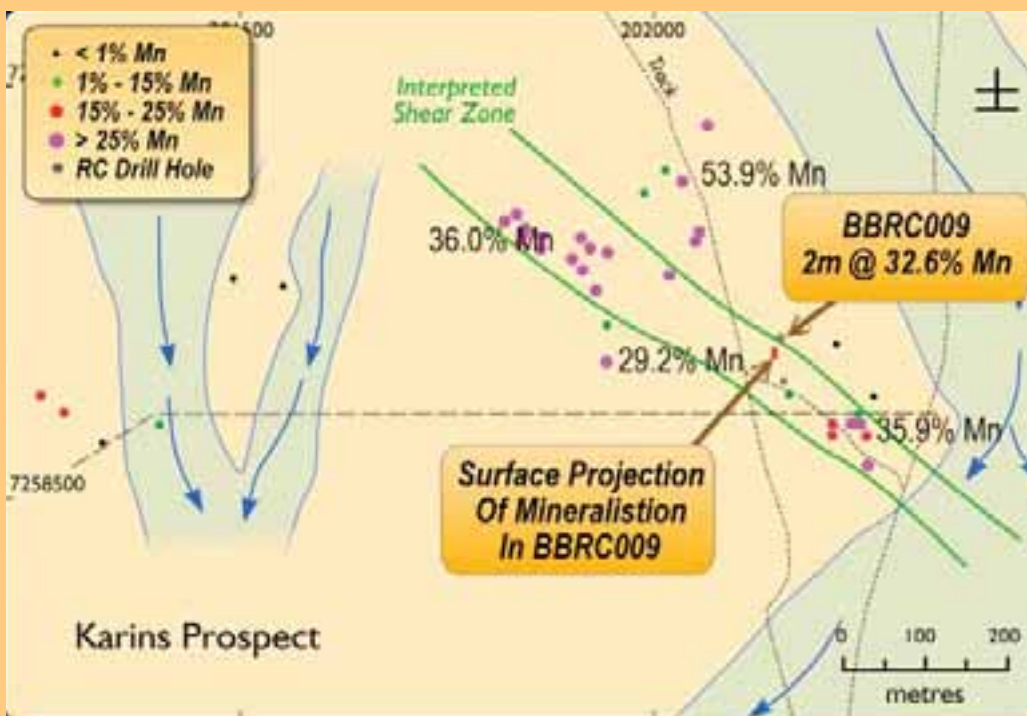 < 1% Mn
1% - 15% Mn
15% - 25% Mn
> 25% Mn
RC Drill Hole
202000
Track
Interpreted
Shear Zone
53.9% Mn
36.0% Mn
BBRC009
2m @ 32.6% Mn
29.2% Mn
35.9% Mn
7258500
Surface Projection
Of Mineralistion
In BBRC009
Karins Prospect
0 100 200
metres